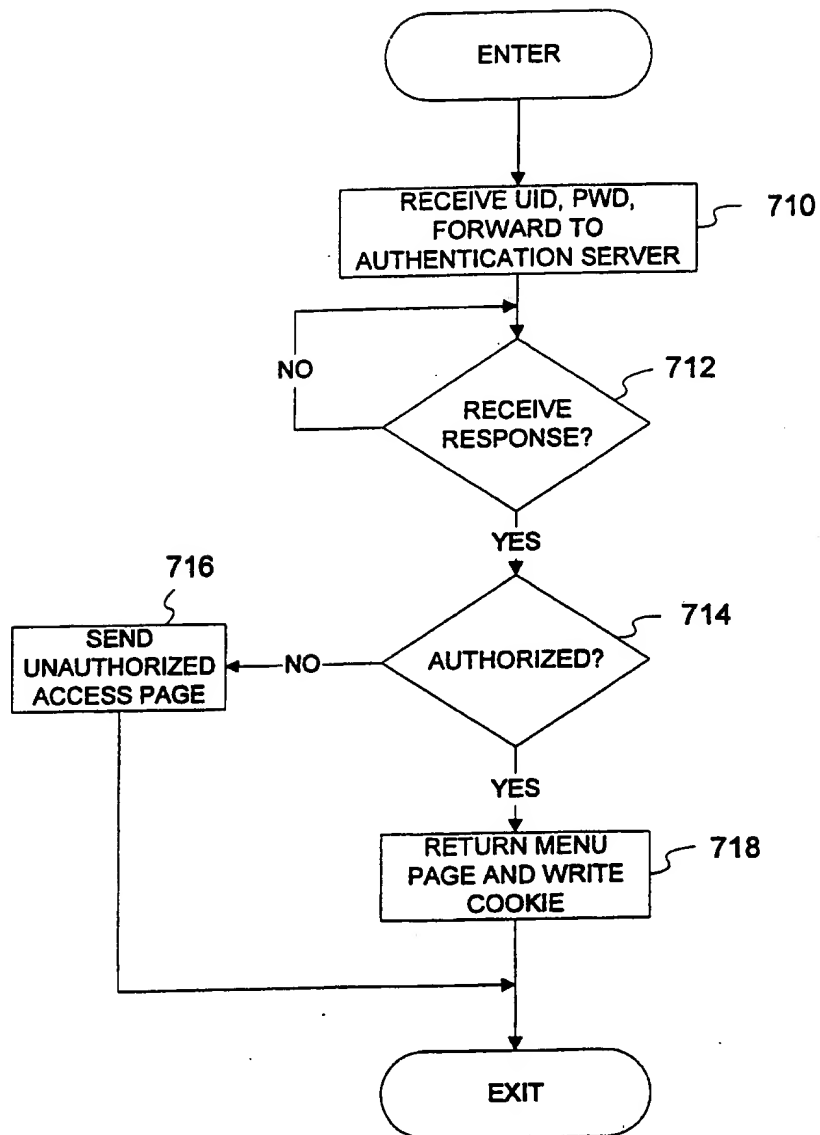 ENTER
RECEIVE UID, PWD,
FORWARD TO
AUTHENTICATION SERVER
710
NO
712
RECEIVE
RESPONSE?
YES
716
SEND
UNAUTHORIZED
ACCESS PAGE
NO
714
AUTHORIZED?
YES
RETURN MENU
PAGE AND WRITE
COOKIE
718
EXIT